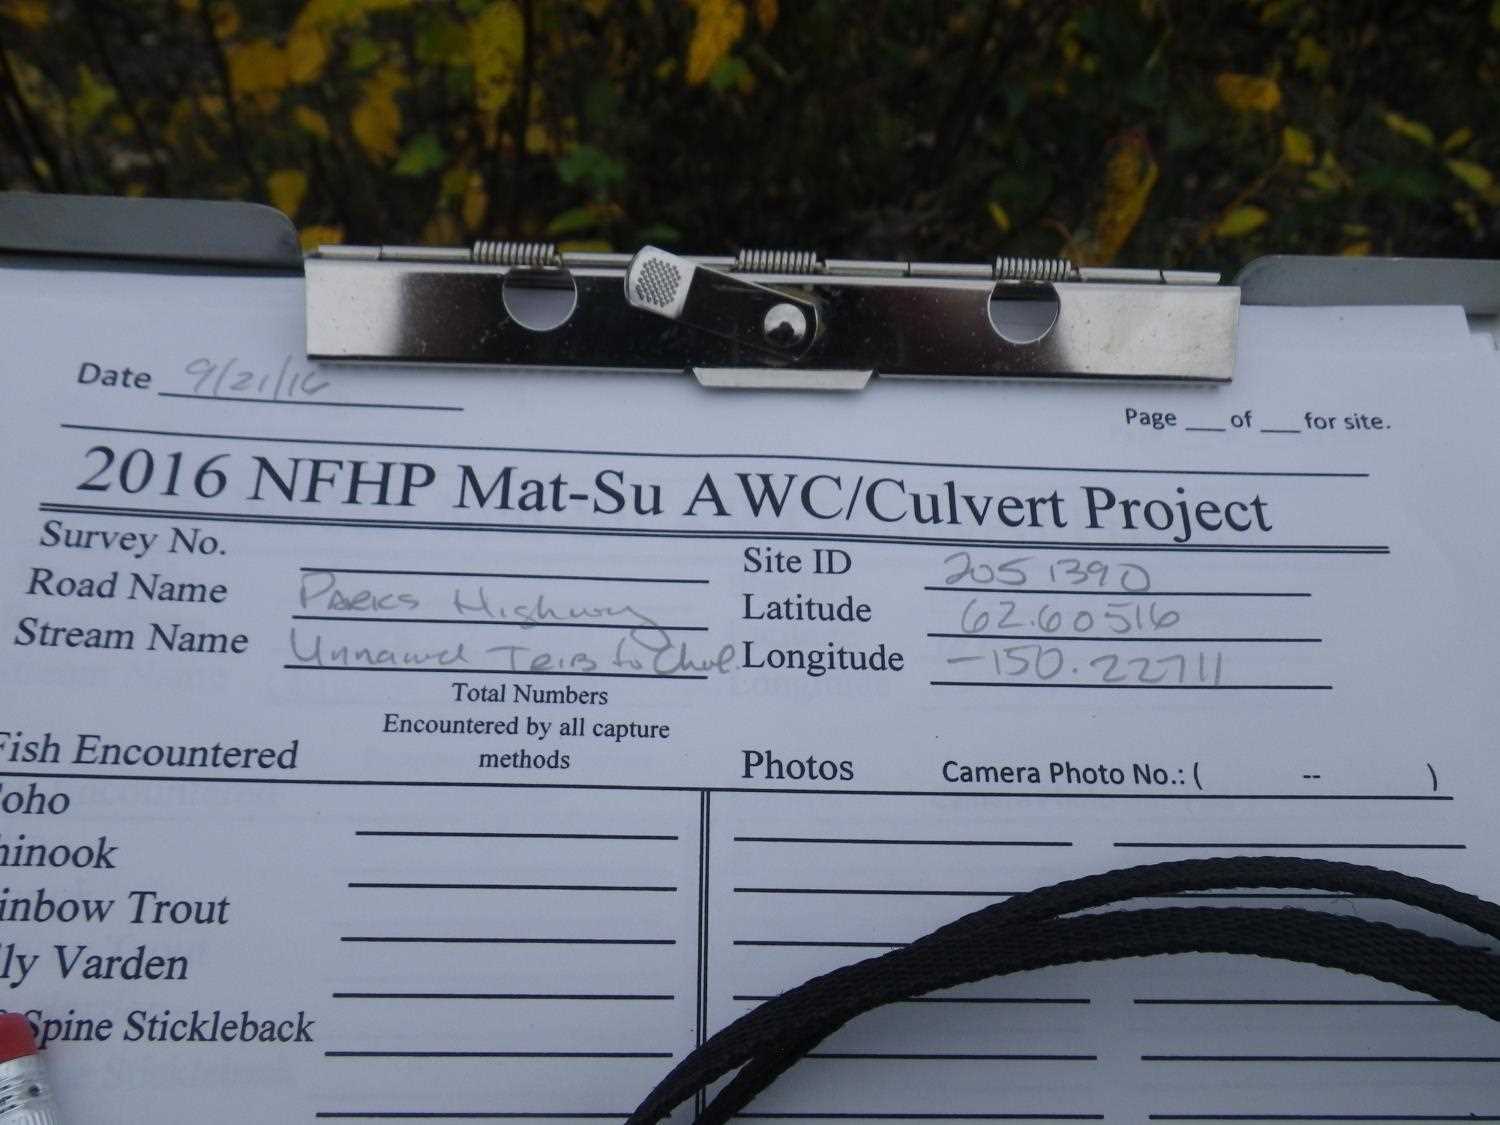 Date 9/21/16
Page ___ of ___ for site.
2016 NFHP Mat-Su AWC/Culvert Project
Survey No.
Site ID 2051390
Road Name Parks Highway
Latitude 62.60516
Stream Name Unnamed Trib to Chul.
Longitude -150.22711
Total Numbers
Encountered by all capture
methods
Fish Encountered
Photos
Camera Photo No.: ( -- )
oho
hinook
inbow Trout
lly Varden
Spine Stickleback